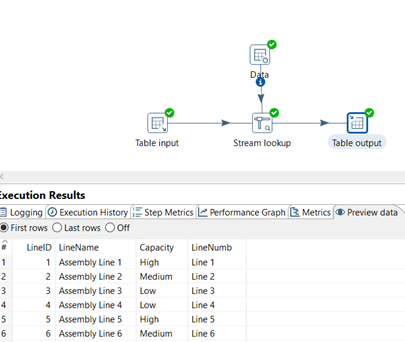 Data
Table input
Stream lookup
Table output
Execution Results
Logging Execution History Step Metrics Performance Graph Metrics Preview data
First rows Last rows Off
# LineID LineName Capacity LineNumb
1 1 Assembly Line 1 High Line 1
2 2 Assembly Line 2 Medium Line 2
3 3 Assembly Line 3 Low Line 3
4 4 Assembly Line 4 Low Line 4
5 5 Assembly Line 5 High Line 5
6 6 Assembly Line 6 Medium Line 6